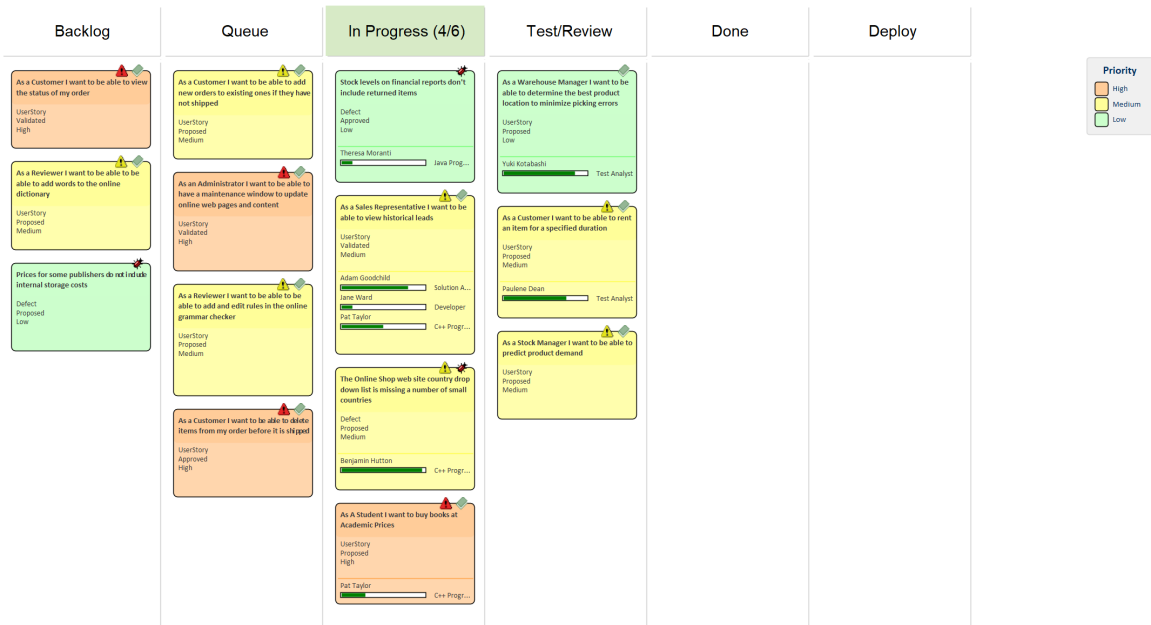 Backlog
Queue
In Progress (4/6)
Test/Review
Done
Deploy
As a Customer I want to be able to view
the status of my order
UserStory
Validated
High
As a Reviewer I want to be able to be
able to add words to the online
dictionary
UserStory
Proposed
Medium
Prices for some publishers do not include
internal storage costs
Defect
Proposed
Low
As a Customer I want to be able to add
new orders to existing ones if they have
not shipped
UserStory
Proposed
Medium
As an Administrator I want to be able to
have a maintenance window to update
online web pages and content
UserStory
Validated
High
As a Reviewer I want to be able to be
able to add and edit rules in the online
grammar checker
UserStory
Proposed
Medium
As a Customer I want to be able to delete
items from my order before it is shipped
UserStory
Approved
High
Stock levels on financial reports don't
include returned items
Defect
Approved
Low
Theresa Moranti
Java Prog...
As a Sales Representative I want to be
able to view historical leads
UserStory
Validated
Medium
Adam Goodchild
Solution A...
Jane Ward
Developer
Pat Taylor
C++ Progr...
The Online Shop web site country drop
down list is missing a number of small
countries
Defect
Proposed
Medium
Benjamin Hutton
C++ Progr...
As A Student I want to buy books at
Academic Prices
UserStory
Proposed
High
Pat Taylor
C++ Progr...
As a Warehouse Manager I want to be
able to determine the best product
location to minimize picking errors
UserStory
Proposed
Low
Yuki Kotabashi
Test Analyst
As a Customer I want to be able to rent
an item for a specified duration
UserStory
Proposed
Medium
Paulene Dean
Test Analyst
As a Stock Manager I want to be able to
predict product demand
UserStory
Proposed
Medium
Priority
High
Medium
Low